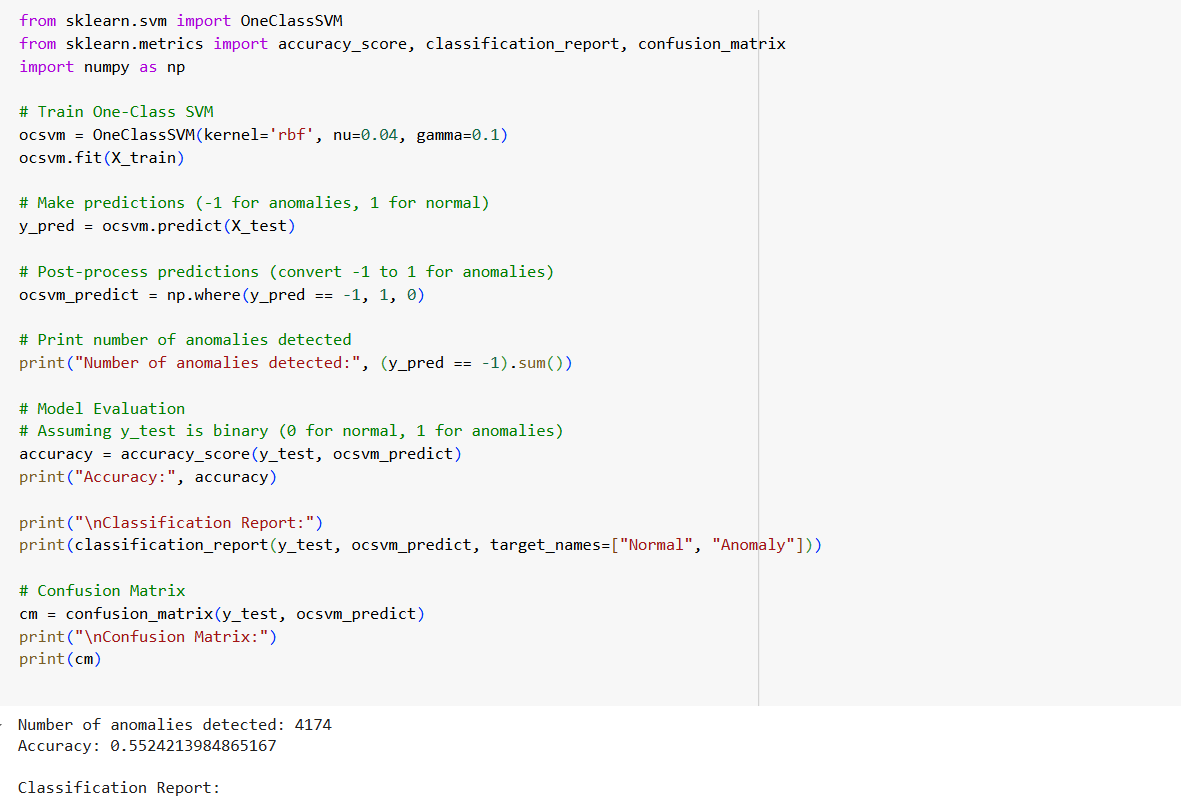 from sklearn.svm import OneClassSVM
from sklearn.metrics import accuracy_score, classification_report, confusion_matrix
import numpy as np
# Train One-Class SVM
ocsvm = OneClassSVM(kernel='rbf', nu=0.04, gamma=0.1)
ocsvm.fit(X_train)
# Make predictions (-1 for anomalies, 1 for normal)
y_pred = ocsvm.predict(X_test)
# Post-process predictions (convert -1 to 1 for anomalies)
ocsvm_predict = np.where(y_pred == -1, 1, 0)
# Print number of anomalies detected
print("Number of anomalies detected:", (y_pred == -1).sum())
# Model Evaluation
# Assuming y_test is binary (0 for normal, 1 for anomalies)
accuracy = accuracy_score(y_test, ocsvm_predict)
print("Accuracy:", accuracy)
print("\nClassification Report:")
print(classification_report(y_test, ocsvm_predict, target_names=["Normal", "Anomaly"]))
# Confusion Matrix
cm = confusion_matrix(y_test, ocsvm_predict)
print("\nConfusion Matrix:")
print(cm)
Number of anomalies detected: 4174
Accuracy: 0.5524213984865167
Classification Report: